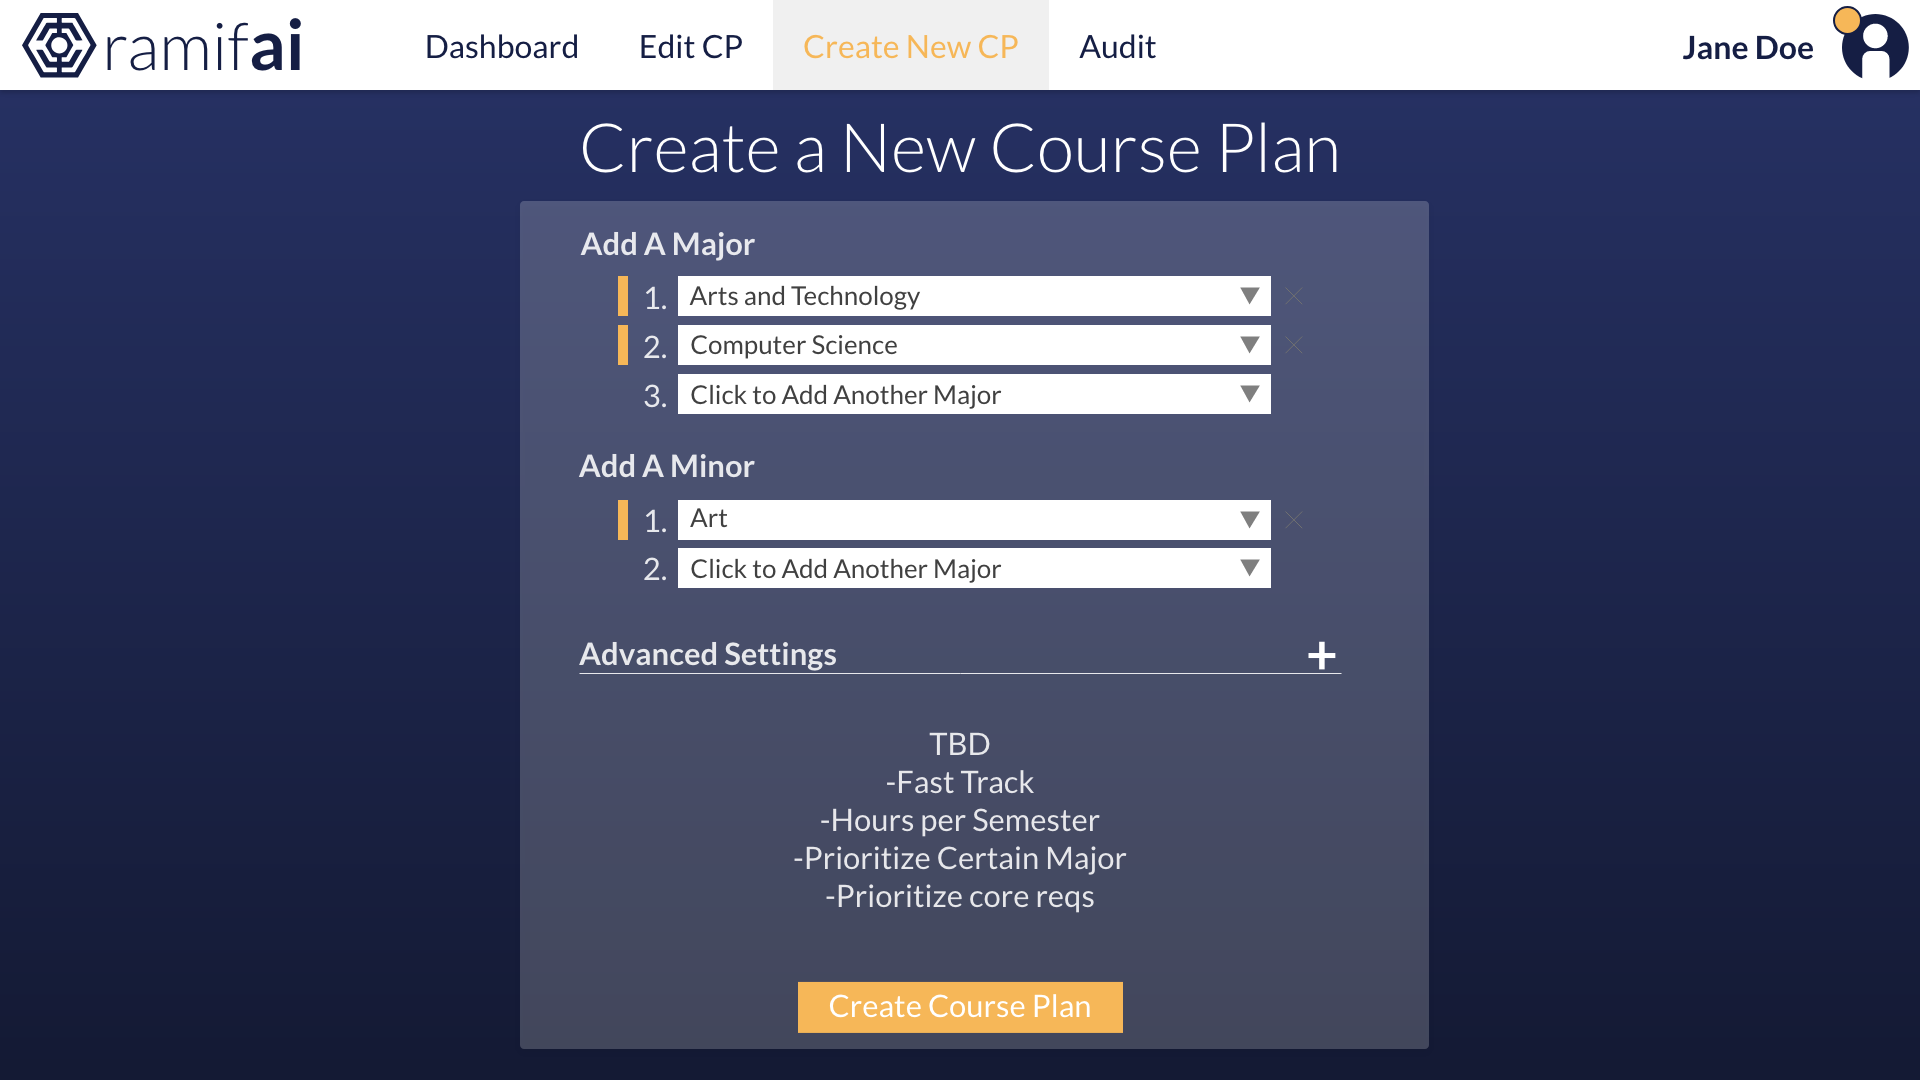 ramifai
Dashboard
Edit CP
Create New CP
Audit
Jane Doe
Create a New Course Plan
Add A Major
1. Arts and Technology
2. Computer Science
3. Click to Add Another Major
Add A Minor
1. Art
2. Click to Add Another Major
Advanced Settings
TBD
-Fast Track
-Hours per Semester
-Prioritize Certain Major
-Prioritize core reqs
Create Course Plan